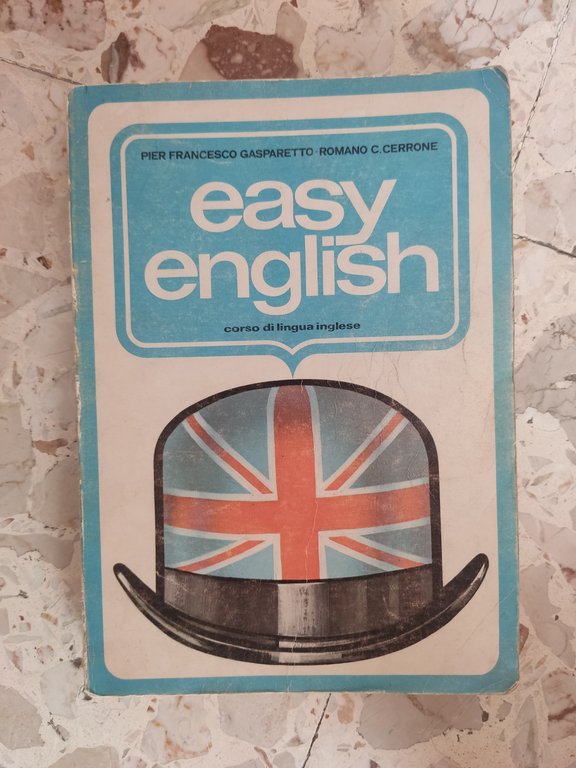 PIER FRANCESCO GASPARETTO · ROMANO C. CERRONE
easy
english
corso di lingua inglese